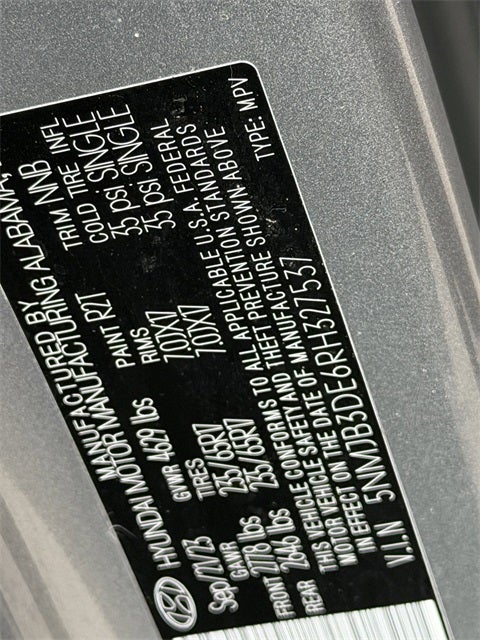 MANUFACTURED BY
HYUNDAI MOTOR MANUFACTURING ALABAMA,
Sep/21/23 GVWR 4629 lbs PAINT R2T TRIM NNB
GAWR TIRES RIMS COLD TIRE INFL
FRONT 2778 lbs 235/65R17 7.0JX17 35 psi SINGLE
REAR 2646 lbs 235/65R17 7.0JX17 35 psi SINGLE
THIS VEHICLE CONFORMS TO ALL APPLICABLE U.S.A. FEDERAL
MOTOR VEHICLE SAFETY AND THEFT PREVENTION STANDARDS
IN EFFECT ON THE DATE OF MANUFACTURE SHOWN ABOVE
V.I.N 5NMJB3DE6RH327537 TYPE: MPV